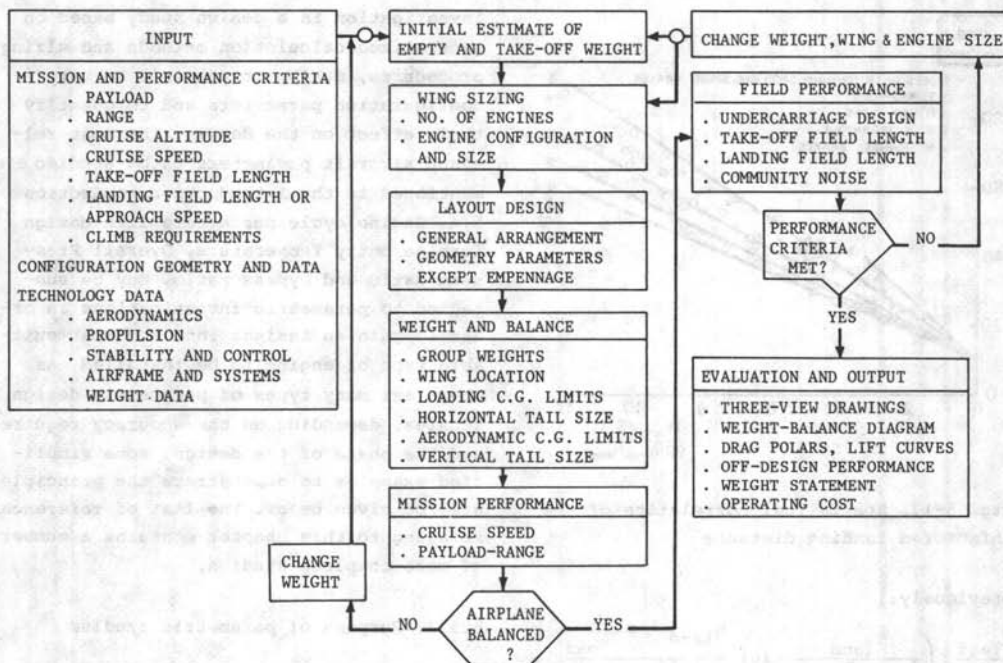 INPUT
MISSION AND PERFORMANCE CRITERIA
. PAYLOAD
. RANGE
. CRUISE ALTITUDE
. CRUISE SPEED
. TAKE-OFF FIELD LENGTH
. LANDING FIELD LENGTH OR
APPROACH SPEED
. CLIMB REQUIREMENTS
CONFIGURATION GEOMETRY AND DATA
TECHNOLOGY DATA
. AERODYNAMICS
. PROPULSION
. STABILITY AND CONTROL
. AIRFRAME AND SYSTEMS
WEIGHT DATA
INITIAL ESTIMATE OF
EMPTY AND TAKE-OFF WEIGHT
. WING SIZING
. NO. OF ENGINES
. ENGINE CONFIGURATION
AND SIZE
LAYOUT DESIGN
. GENERAL ARRANGEMENT
. GEOMETRY PARAMETERS
EXCEPT EMPENNAGE
WEIGHT AND BALANCE
. GROUP WEIGHTS
. WING LOCATION
. LOADING C.G. LIMITS
. HORIZONTAL TAIL SIZE
. AERODYNAMIC C.G. LIMITS
. VERTICAL TAIL SIZE
MISSION PERFORMANCE
. CRUISE SPEED
. PAYLOAD-RANGE
AIRPLANE
BALANCED
?
NO
YES
CHANGE
WEIGHT
CHANGE WEIGHT, WING & ENGINE SIZE
FIELD PERFORMANCE
. UNDERCARRIAGE DESIGN
. TAKE-OFF FIELD LENGTH
. LANDING FIELD LENGTH
. COMMUNITY NOISE
PERFORMANCE
CRITERIA
MET?
NO
YES
EVALUATION AND OUTPUT
. THREE-VIEW DRAWINGS
. WEIGHT-BALANCE DIAGRAM
. DRAG POLARS, LIFT CURVES
. OFF-DESIGN PERFORMANCE
. WEIGHT STATEMENT
. OPERATING COST